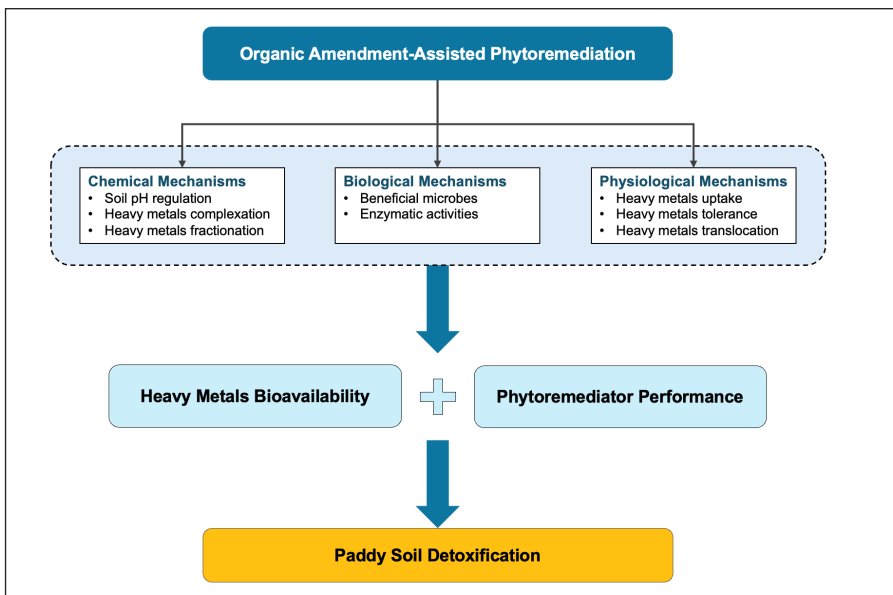 Organic Amendment-Assisted Phytoremediation
Chemical Mechanisms
• Soil pH regulation
• Heavy metals complexation
• Heavy metals fractionation
Biological Mechanisms
• Beneficial microbes
• Enzymatic activities
Physiological Mechanisms
• Heavy metals uptake
• Heavy metals tolerance
• Heavy metals translocation
Heavy Metals Bioavailability
Phytoremediator Performance
Paddy Soil Detoxification